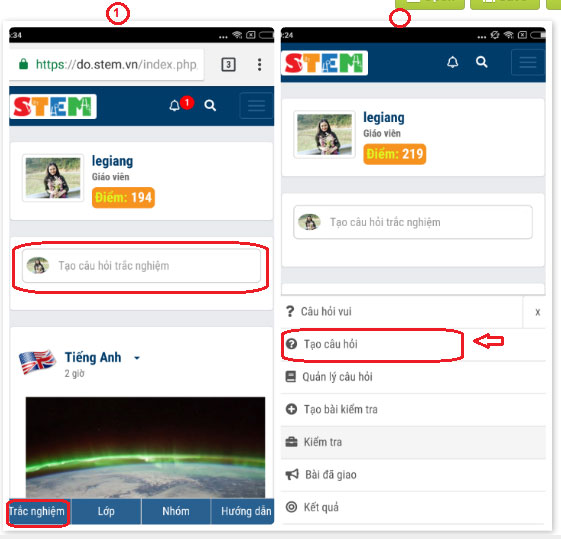 1
:34
https://do.stem.vn/index.php
3
STEM
1
legiang
Giáo viên
Điểm: 194
Tạo câu hỏi trắc nghiệm
Tiếng Anh
2 giờ
Trắc nghiệm
Lớp
Nhóm
Hướng dẫn
:24
STEM
legiang
Giáo viên
Điểm: 219
Tạo câu hỏi trắc nghiệm
? Câu hỏi vui
x
Tạo câu hỏi
Quản lý câu hỏi
Tạo bài kiểm tra
Kiểm tra
Bài đã giao
Kết quả